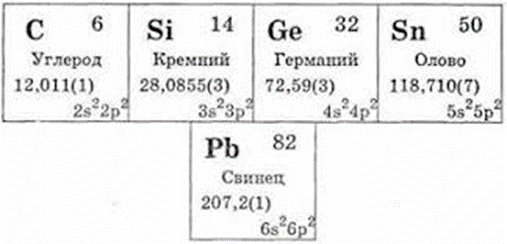 C 6 Si 14 Ge 32 Sn 50
Углерод Кремний Германий Олово
12,011(1) 28,0855(3) 72,59(3) 118,710(7)
2s²2p² 3s²3p² 4s²4p² 5s²5p²
Pb 82
Свинец
207,2(1)
6s²6p²